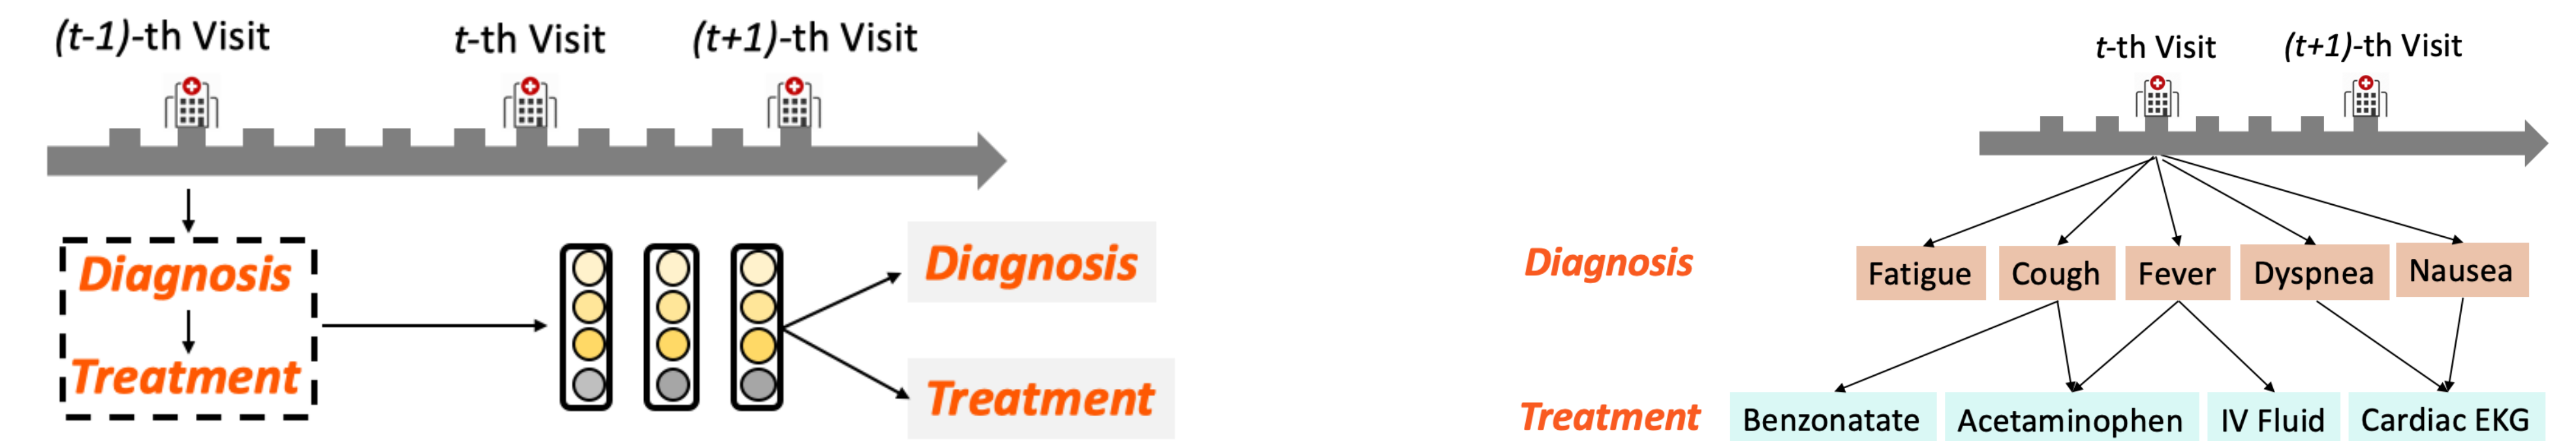 (t-1)-th Visit
t-th Visit
(t+1)-th Visit
Diagnosis
Treatment
Diagnosis
Treatment
t-th Visit
(t+1)-th Visit
Diagnosis
Fatigue
Cough
Fever
Dyspnea
Nausea
Treatment
Benzonatate
Acetaminophen
IV Fluid
Cardiac EKG